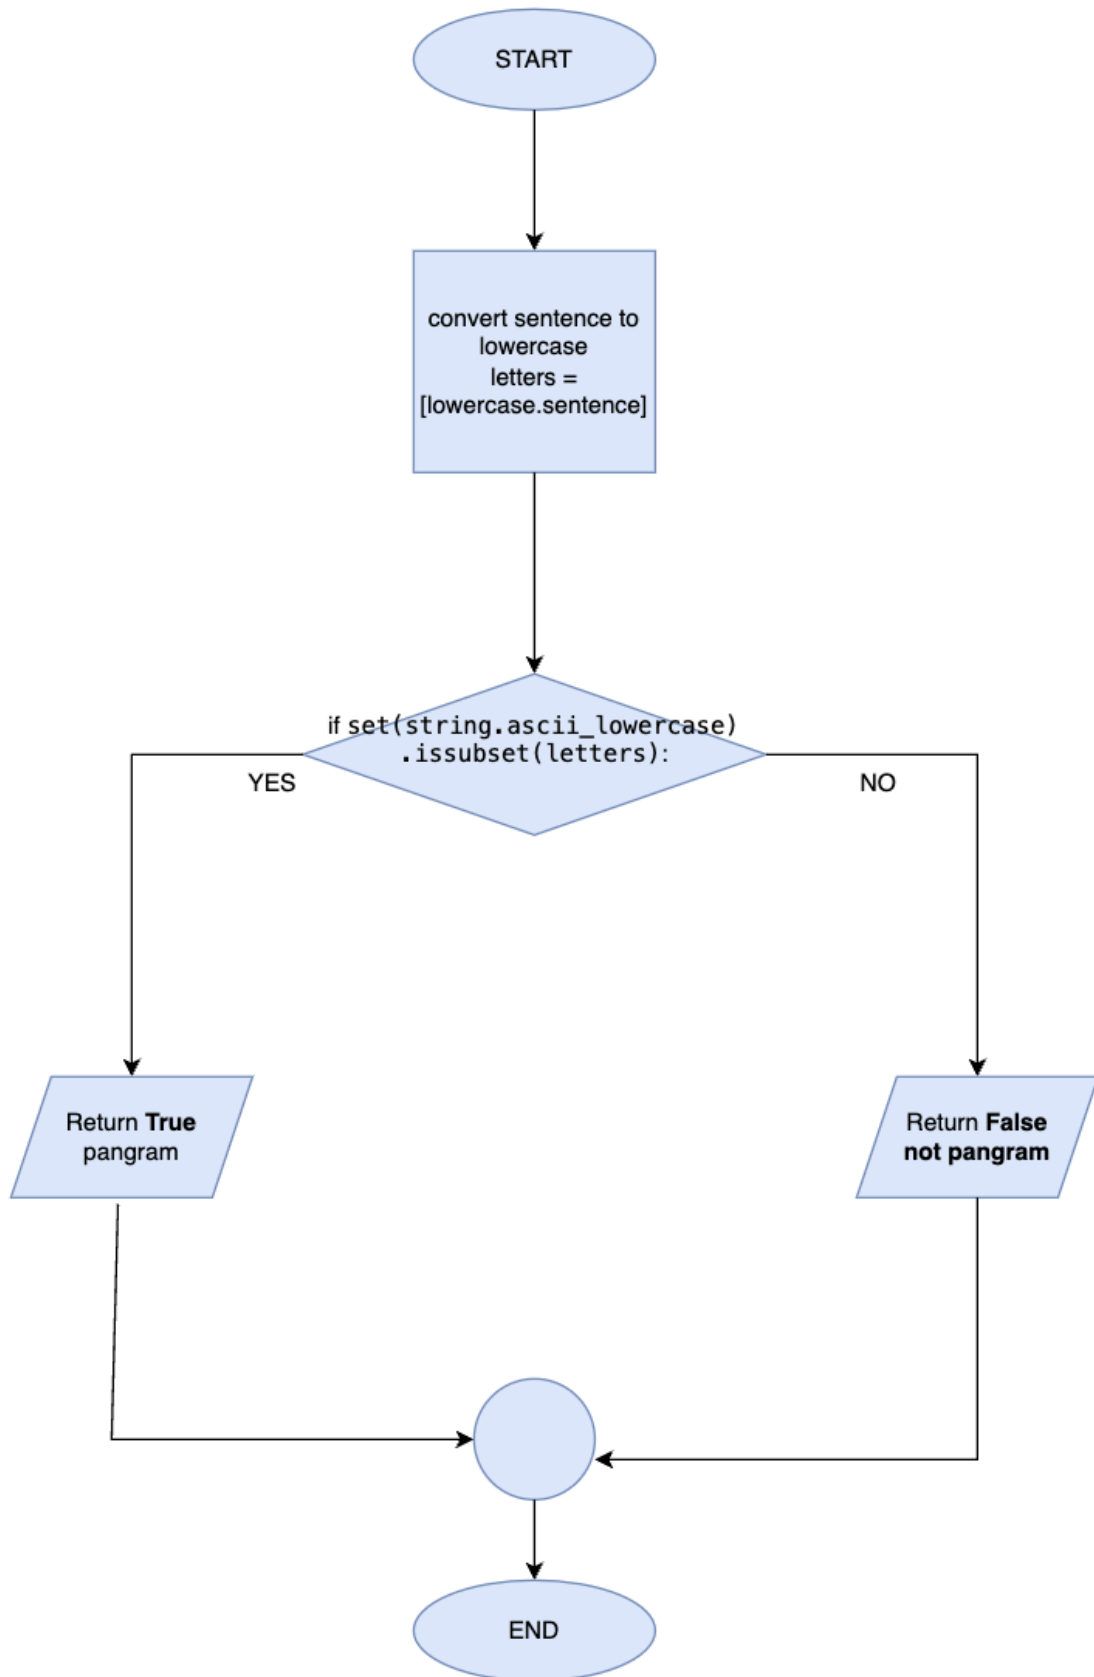 START
convert sentence to
lowercase
letters =
[lowercase.sentence]
if set(string.ascii_lowercase)
.issubset(letters):
YES
NO
Return True
pangram
Return False
not pangram
END